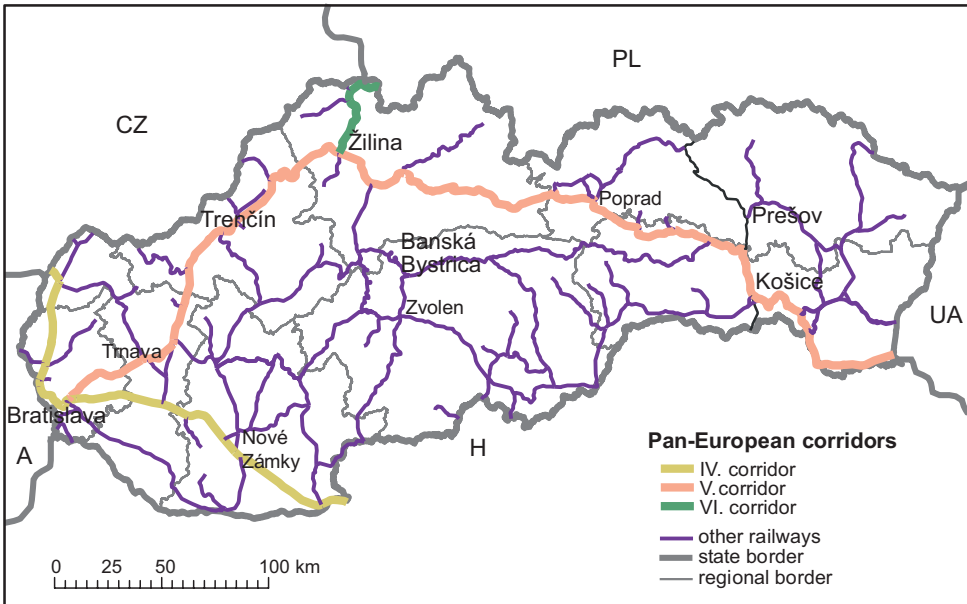 PL
CZ
Žilina
Poprad
Trenčín
Prešov
Banská
Bystrica
Košice
Zvolen
UA
Trnava
Bratislava
A
Nové
Zámky
H
Pan-European corridors
IV. corridor
V.corridor
VI. corridor
other railways
state border
regional border
0 25 50 100 km